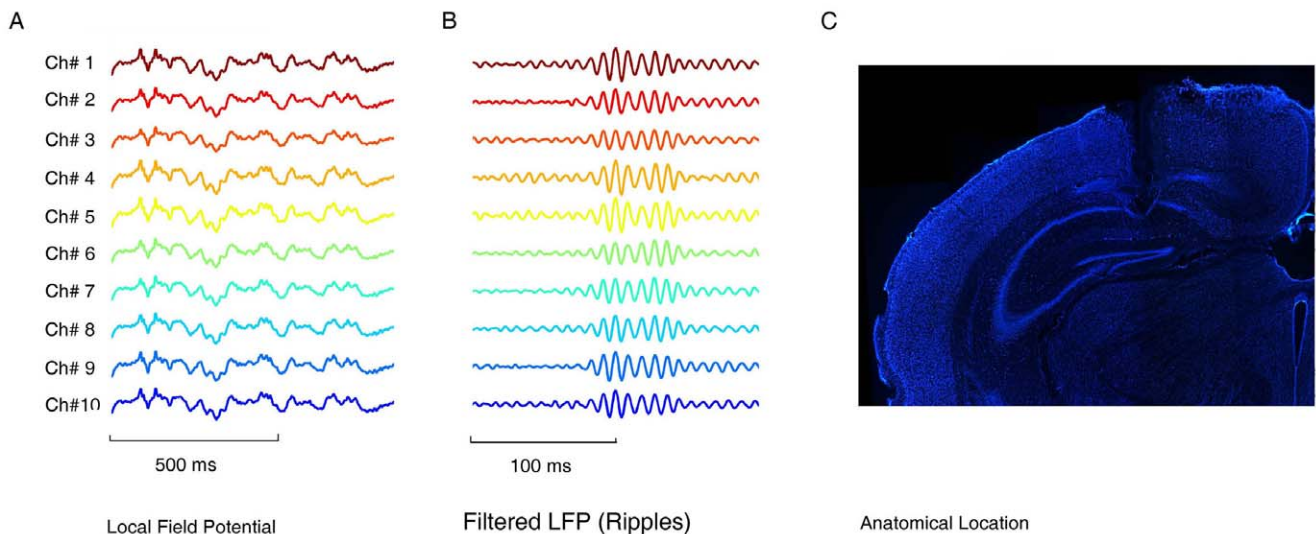 A
B
C
Ch# 1
Ch# 2
Ch# 3
Ch# 4
Ch# 5
Ch# 6
Ch# 7
Ch# 8
Ch# 9
Ch#10
500 ms
100 ms
Local Field Potential
Filtered LFP (Ripples)
Anatomical Location